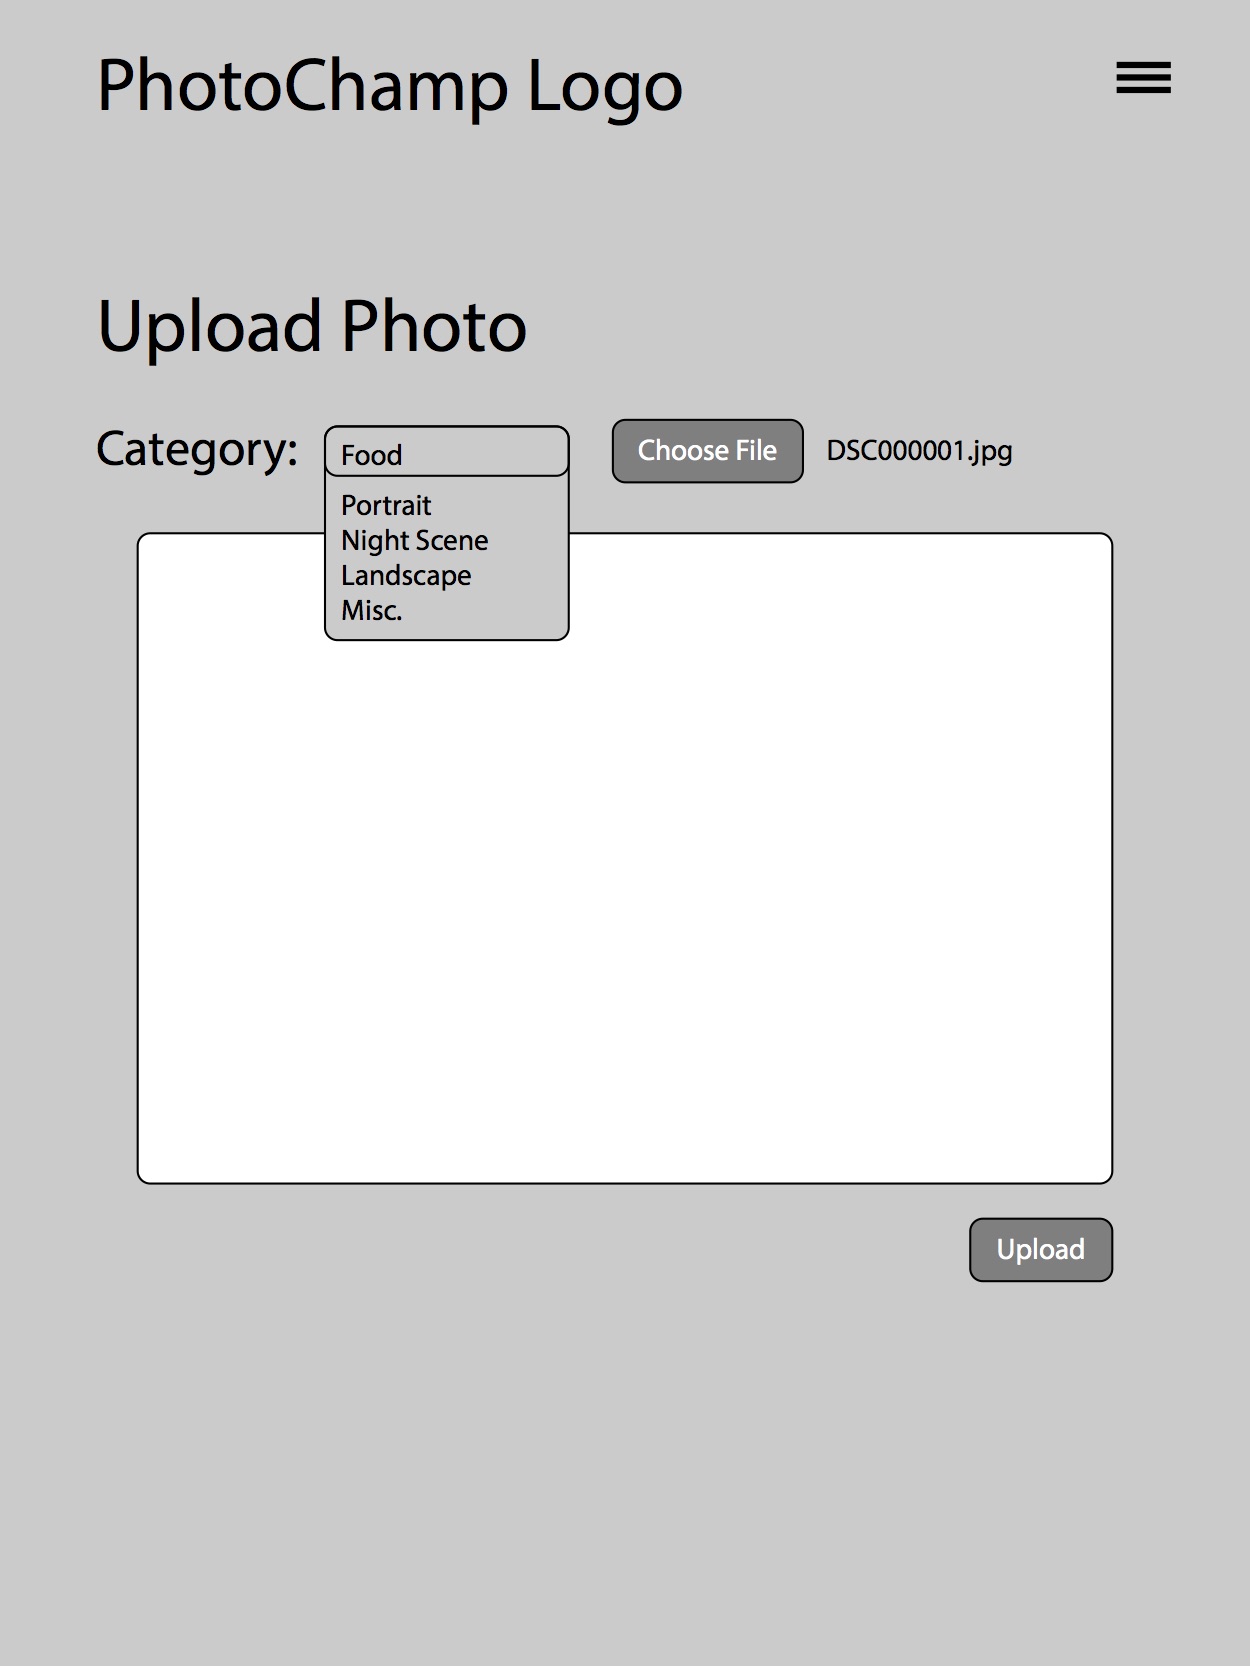 PhotoChamp Logo
Upload Photo
Category:
Food
Portrait
Night Scene
Landscape
Misc.
Choose File
DSC000001.jpg
Upload